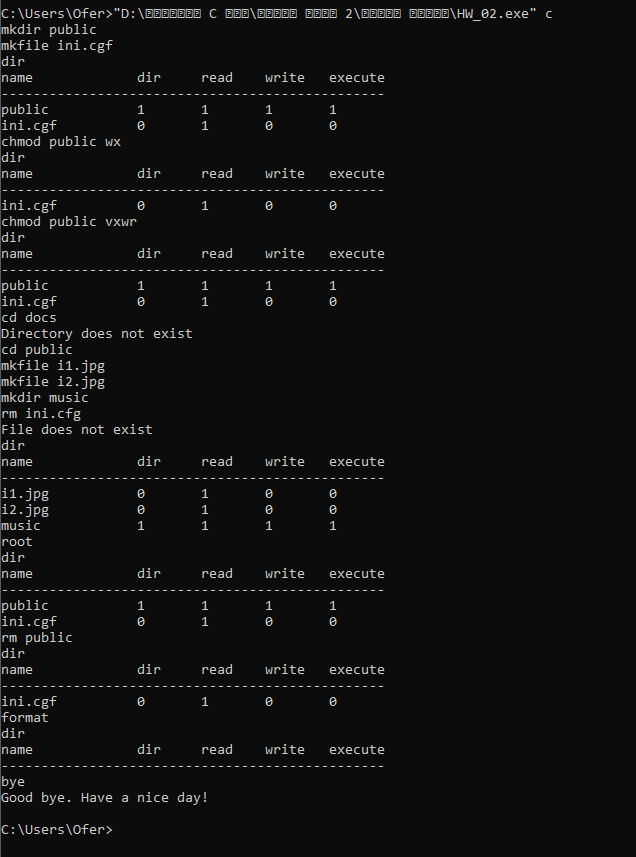 C:\Users\Ofer>"D:\ C \ 2\ \HW_02.exe" c
mkdir public
mkfile ini.cgf
dir
name dir read write execute
------------------------------------------------
public 1 1 1 1
ini.cgf 0 1 0 0
chmod public wx
dir
name dir read write execute
------------------------------------------------
ini.cgf 0 1 0 0
chmod public vxwr
dir
name dir read write execute
------------------------------------------------
public 1 1 1 1
ini.cgf 0 1 0 0
cd docs
Directory does not exist
cd public
mkfile i1.jpg
mkfile i2.jpg
mkdir music
rm ini.cfg
File does not exist
dir
name dir read write execute
------------------------------------------------
i1.jpg 0 1 0 0
i2.jpg 0 1 0 0
music 1 1 1 1
root
dir
name dir read write execute
------------------------------------------------
public 1 1 1 1
ini.cgf 0 1 0 0
rm public
dir
name dir read write execute
------------------------------------------------
ini.cgf 0 1 0 0
format
dir
name dir read write execute
------------------------------------------------
bye
Good bye. Have a nice day!
C:\Users\Ofer>